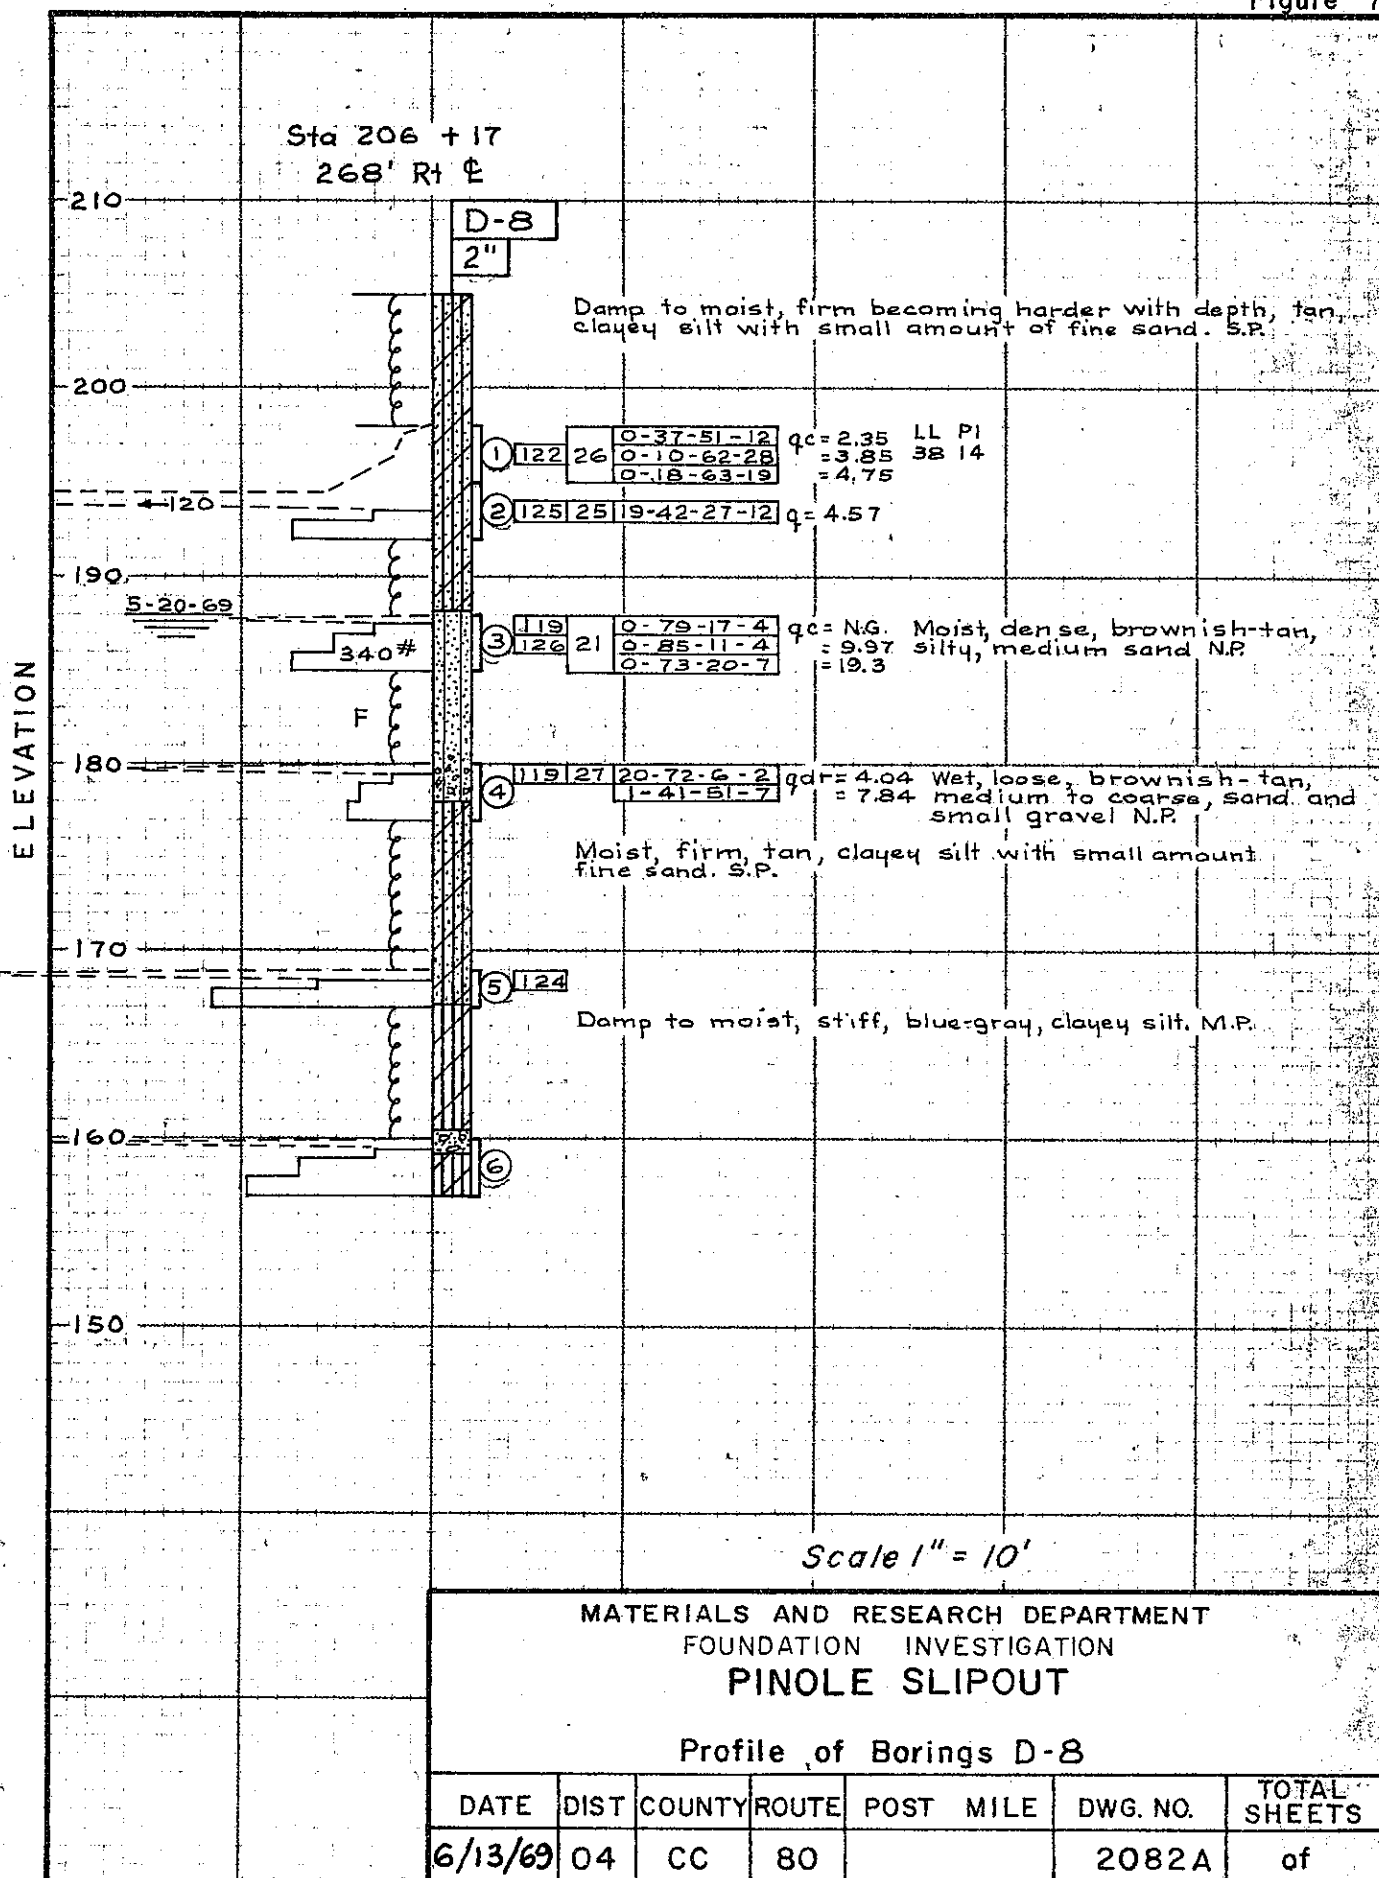 Figure 7
Sta 206 + 17
268' Rt ℄
210
D-8
2"
Damp to moist, firm becoming harder with depth, tan,
clayey silt with small amount of fine sand. S.P.
200
1 122 26 0-37-51-12 qc = 2.35 LL PI
0-10-62-28 = 3.85 38 14
0-18-63-19 = 4.75
120
2 125 25 19-42-27-12 q = 4.57
190
5-20-69
3 119 21 0-79-17-4 qc = N.G. Moist, dense, brownish-tan,
340# 126 0-85-11-4 = 9.97 silty, medium sand N.P.
0-73-20-7 = 19.3
F
ELEVATION
180
4 119 27 20-72-6-2 qdr = 4.04 Wet, loose, brownish-tan,
1-41-51-7 = 7.84 medium to coarse, sand and
small gravel N.P.
Moist, firm, tan, clayey silt with small amount
fine sand. S.P.
170
5 124
Damp to moist, stiff, blue-gray, clayey silt. M.P.
160
6
150
Scale 1" = 10'
MATERIALS AND RESEARCH DEPARTMENT
FOUNDATION INVESTIGATION
PINOLE SLIPOUT
Profile of Borings D-8
DATE DIST COUNTY ROUTE POST MILE DWG. NO. TOTAL SHEETS
6/13/69 04 CC 80 2082A of